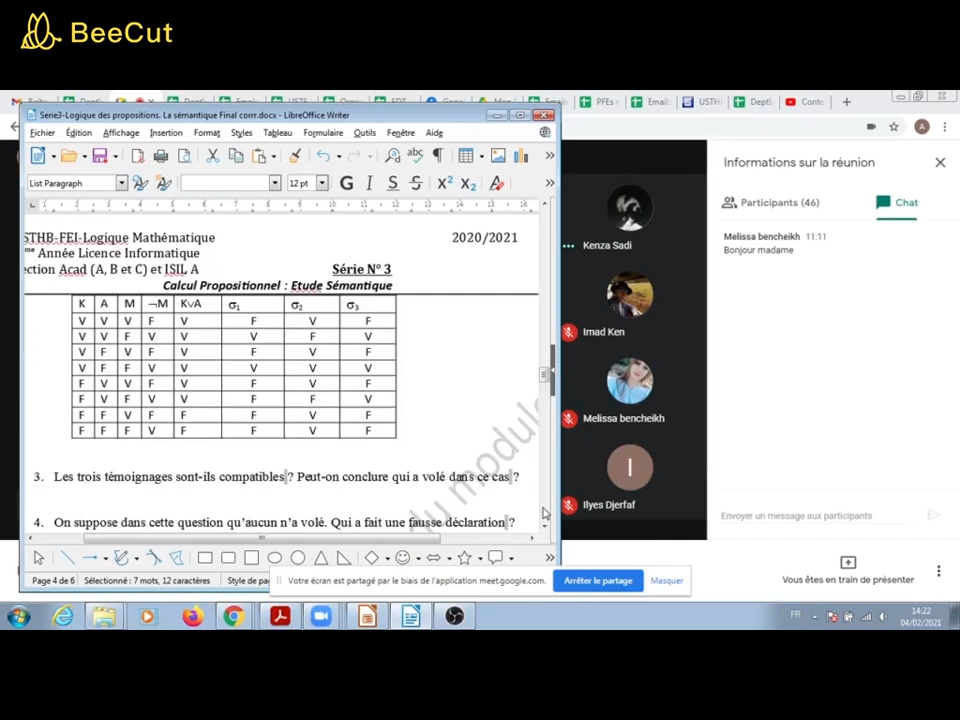 BeeCut
Serie3-Logique des propositions. La sémantique Final corrr.docx - LibreOffice Writer
Fichier Édition Affichage Insertion Format Styles Tableau Formulaire Outils Fenêtre Aide
List Paragraph 12 pt
STHB-FEI-Logique Mathématique 2020/2021
ème Année Licence Informatique
ection Acad (A, B et C) et ISIL A Série N° 3
Calcul Propositionnel : Etude Sémantique
K A M ¬M K∨A σ1 σ2 σ3
V V V F V F V F
V V F V V V F V
V F V F V F V F
V F F V V V V V
F V V F V F V F
F V F V V F F V
F F V F F F V F
F F F V F F V F
3. Les trois témoignages sont-ils compatibles ? Peut-on conclure qui a volé dans ce cas ?
4. On suppose dans cette question qu'aucun n'a volé. Qui a fait une fausse déclaration ?
du module
Page 4 de 6 Sélectionné : 7 mots, 12 caractères Style de pag
Votre écran est partagé par le biais de l'application meet.google.com. Arrêter le partage Masquer
Kenza Sadi
Imad Ken
Melissa bencheikh
Ilyes Djerfaf
I
Informations sur la réunion
Participants (46) Chat
Melissa bencheikh 11:11
Bonjour madame
Envoyer un message aux participants
Vous êtes en train de présenter
FR
14:22
04/02/2021